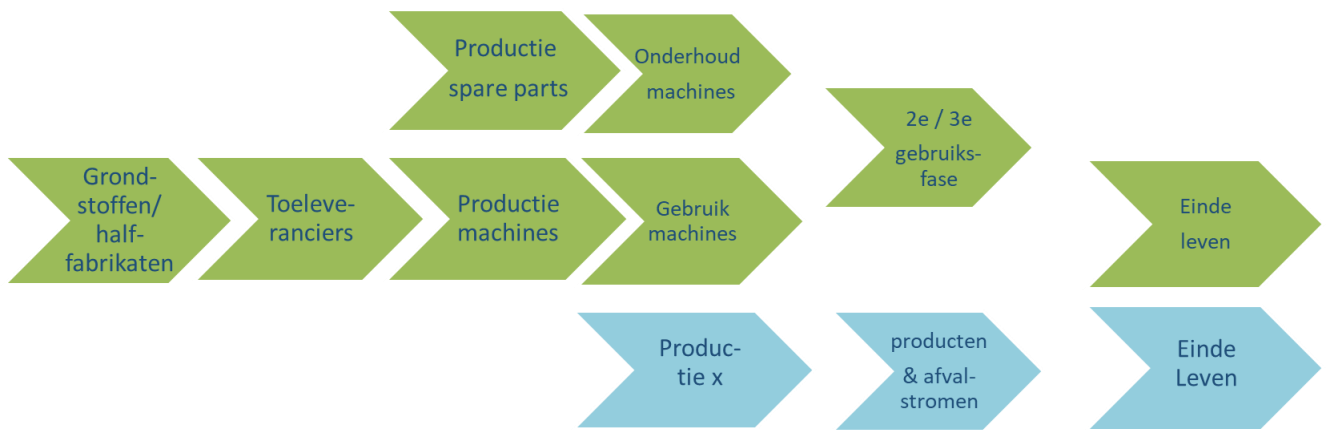 Productie
spare parts
Onderhoud
machines
2e / 3e
gebruiks-
fase
Grond-
stoffen/
half-
fabrikaten
Toeleve-
ranciers
Productie
machines
Gebruik
machines
Einde
leven
Produc-
tie x
producten
& afval-
stromen
Einde
Leven